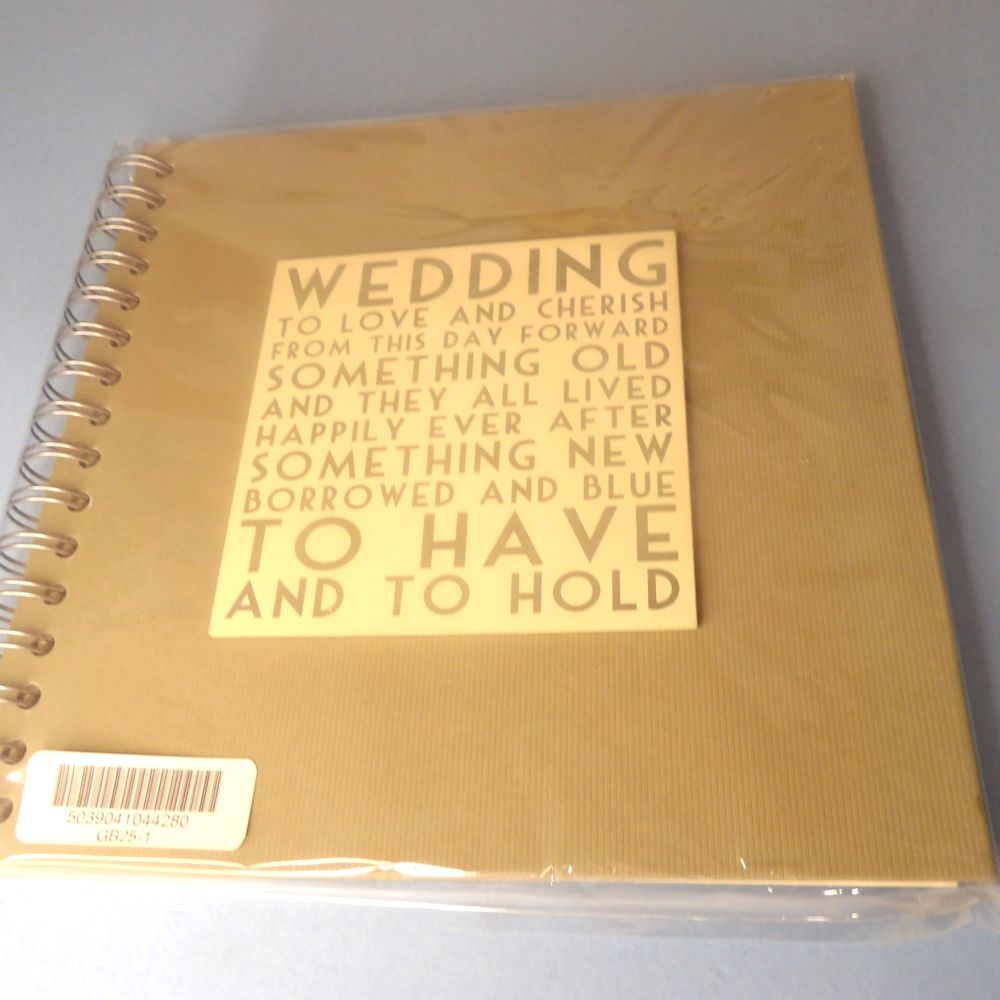 WEDDING
TO LOVE AND CHERISH
FROM THIS DAY FORWARD
SOMETHING OLD
AND THEY ALL LIVED
HAPPILY EVER AFTER
SOMETHING NEW
BORROWED AND BLUE
TO HAVE
AND TO HOLD
5039041044280
GB25-1